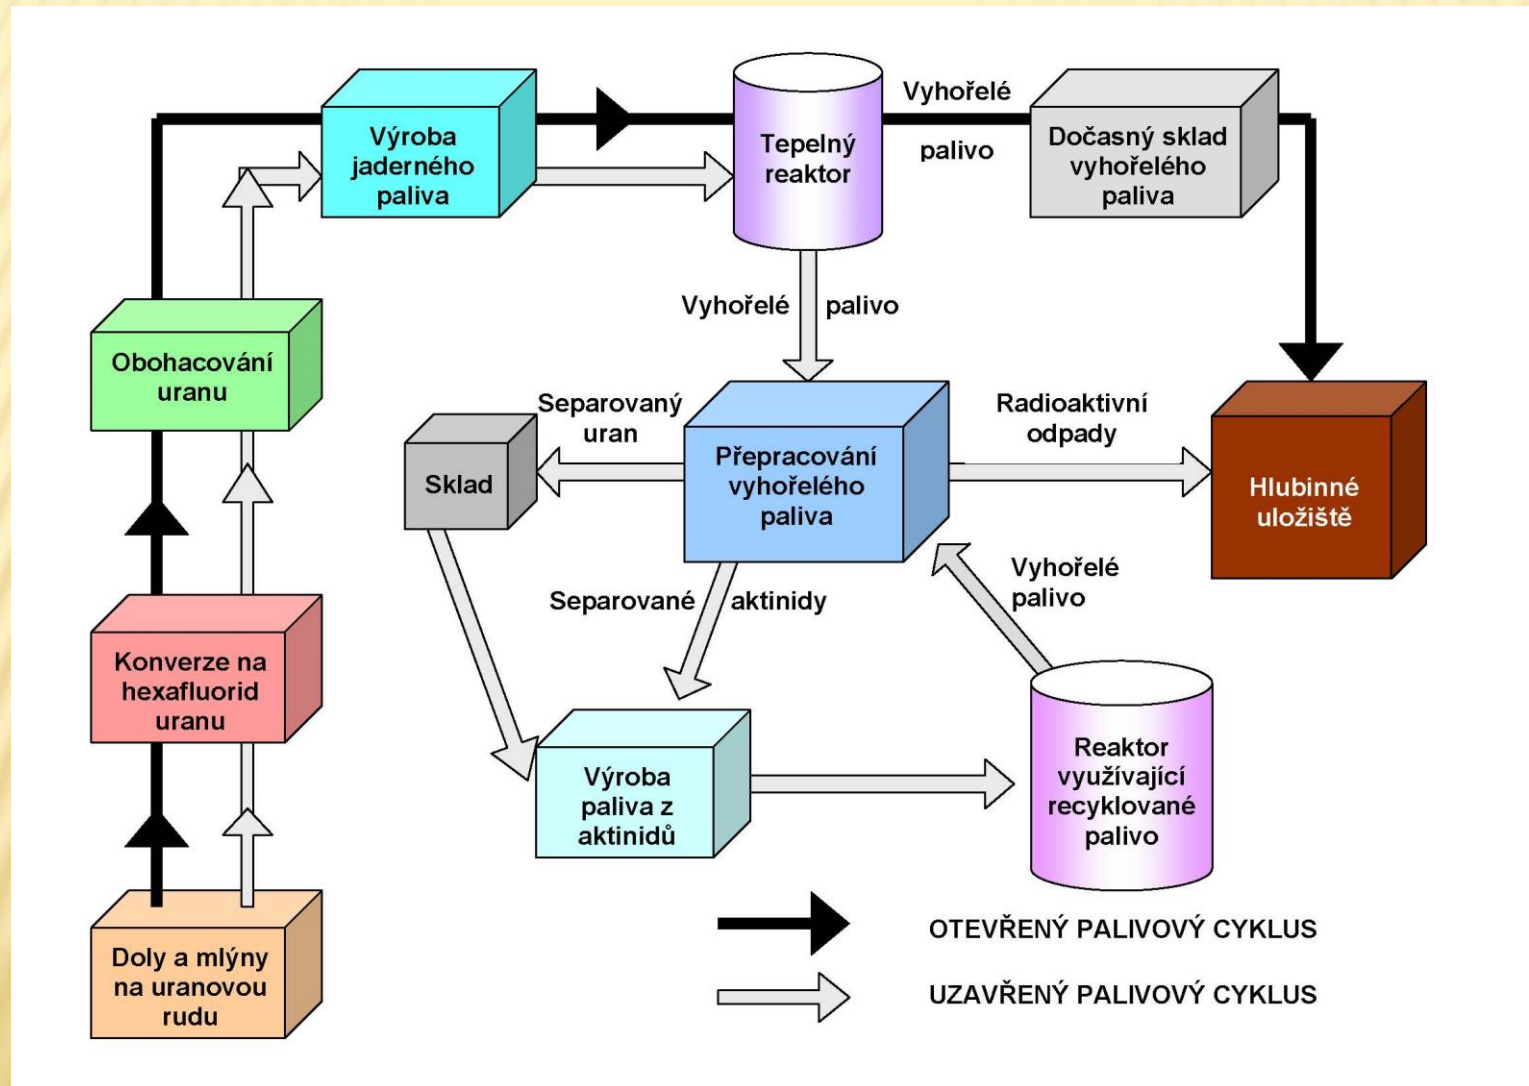 Výroba
jaderného
paliva
Tepelný
reaktor
Vyhořelé
palivo
Dočasný sklad
vyhořelého
paliva
Vyhořelé palivo
Obohacování
uranu
Separovaný
uran
Sklad
Přepracování
vyhořelého
paliva
Radioaktivní
odpady
Hlubinné
uložiště
Separované aktinidy
Vyhořelé
palivo
Konverze na
hexafluorid
uranu
Výroba
paliva z
aktinidů
Reaktor
využívající
recyklované
palivo
Doly a mlýny
na uranovou
rudu
OTEVŘENÝ PALIVOVÝ CYKLUS
UZAVŘENÝ PALIVOVÝ CYKLUS